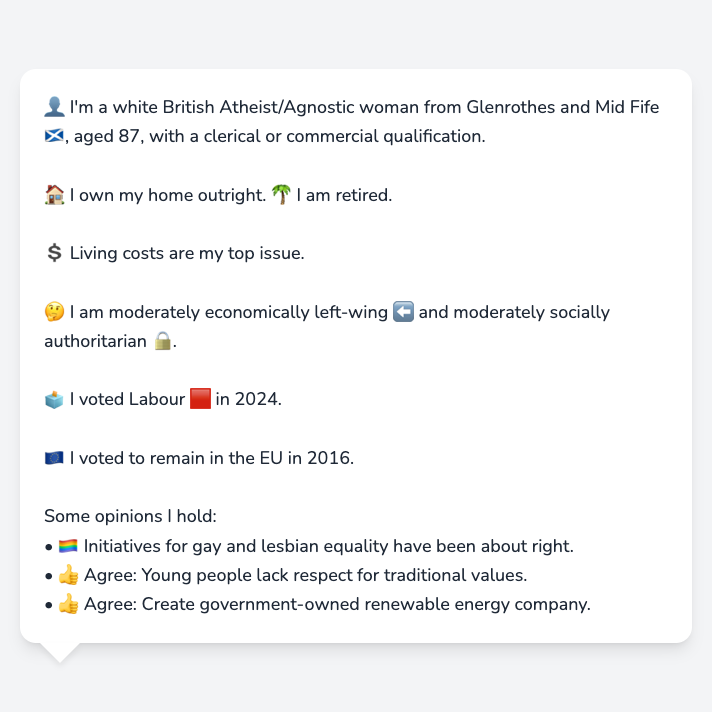 👤 I'm a white British Atheist/Agnostic woman from Glenrothes and Mid Fife
🏴󠁧󠁢󠁳󠁣󠁴󠁿, aged 87, with a clerical or commercial qualification.
🏠 I own my home outright. 🌴 I am retired.
💲 Living costs are my top issue.
🤔 I am moderately economically left-wing ⬅️ and moderately socially
authoritarian 🔒.
🗳️ I voted Labour 🟥 in 2024.
🇪🇺 I voted to remain in the EU in 2016.
Some opinions I hold:
• 🏳️‍🌈 Initiatives for gay and lesbian equality have been about right.
• 👍 Agree: Young people lack respect for traditional values.
• 👍 Agree: Create government-owned renewable energy company.